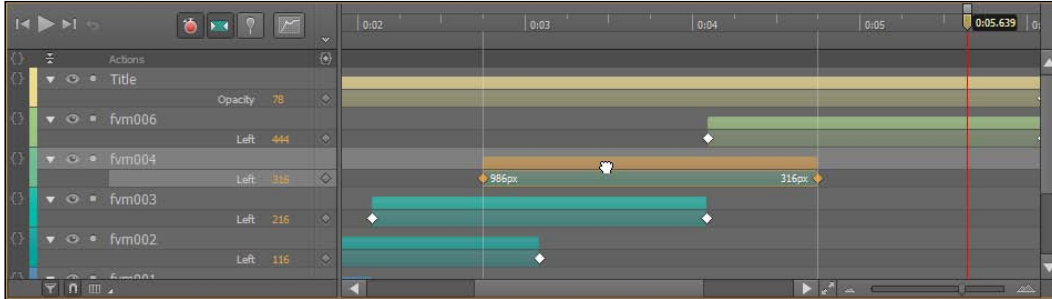 0:02 0:03 0:04 0:05 0:05.639
Actions
Title
Opacity 78
fvm006
Left 444
fvm004
Left 316 986px 316px
fvm003
Left 216
fvm002
Left 116
fvm001